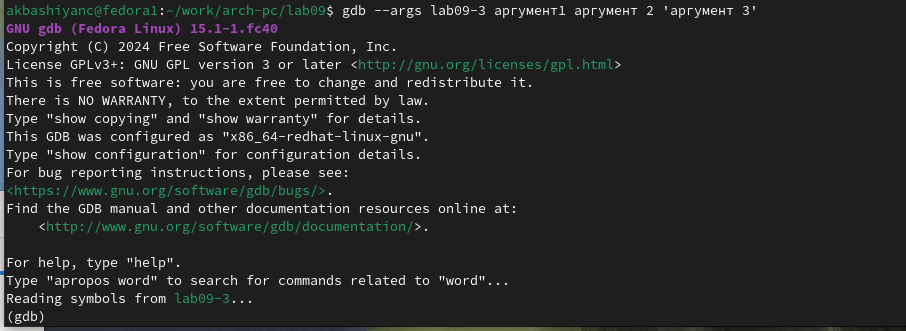 akbashiyanc@fedora1:~/work/arch-pc/lab09$ gdb --args lab09-3 аргумент1 аргумент 2 'аргумент 3'
GNU gdb (Fedora Linux) 15.1-1.fc40
Copyright (C) 2024 Free Software Foundation, Inc.
License GPLv3+: GNU GPL version 3 or later <http://gnu.org/licenses/gpl.html>
This is free software: you are free to change and redistribute it.
There is NO WARRANTY, to the extent permitted by law.
Type "show copying" and "show warranty" for details.
This GDB was configured as "x86_64-redhat-linux-gnu".
Type "show configuration" for configuration details.
For bug reporting instructions, please see:
<https://www.gnu.org/software/gdb/bugs/>.
Find the GDB manual and other documentation resources online at:
    <http://www.gnu.org/software/gdb/documentation/>.

For help, type "help".
Type "apropos word" to search for commands related to "word"...
Reading symbols from lab09-3...
(gdb)